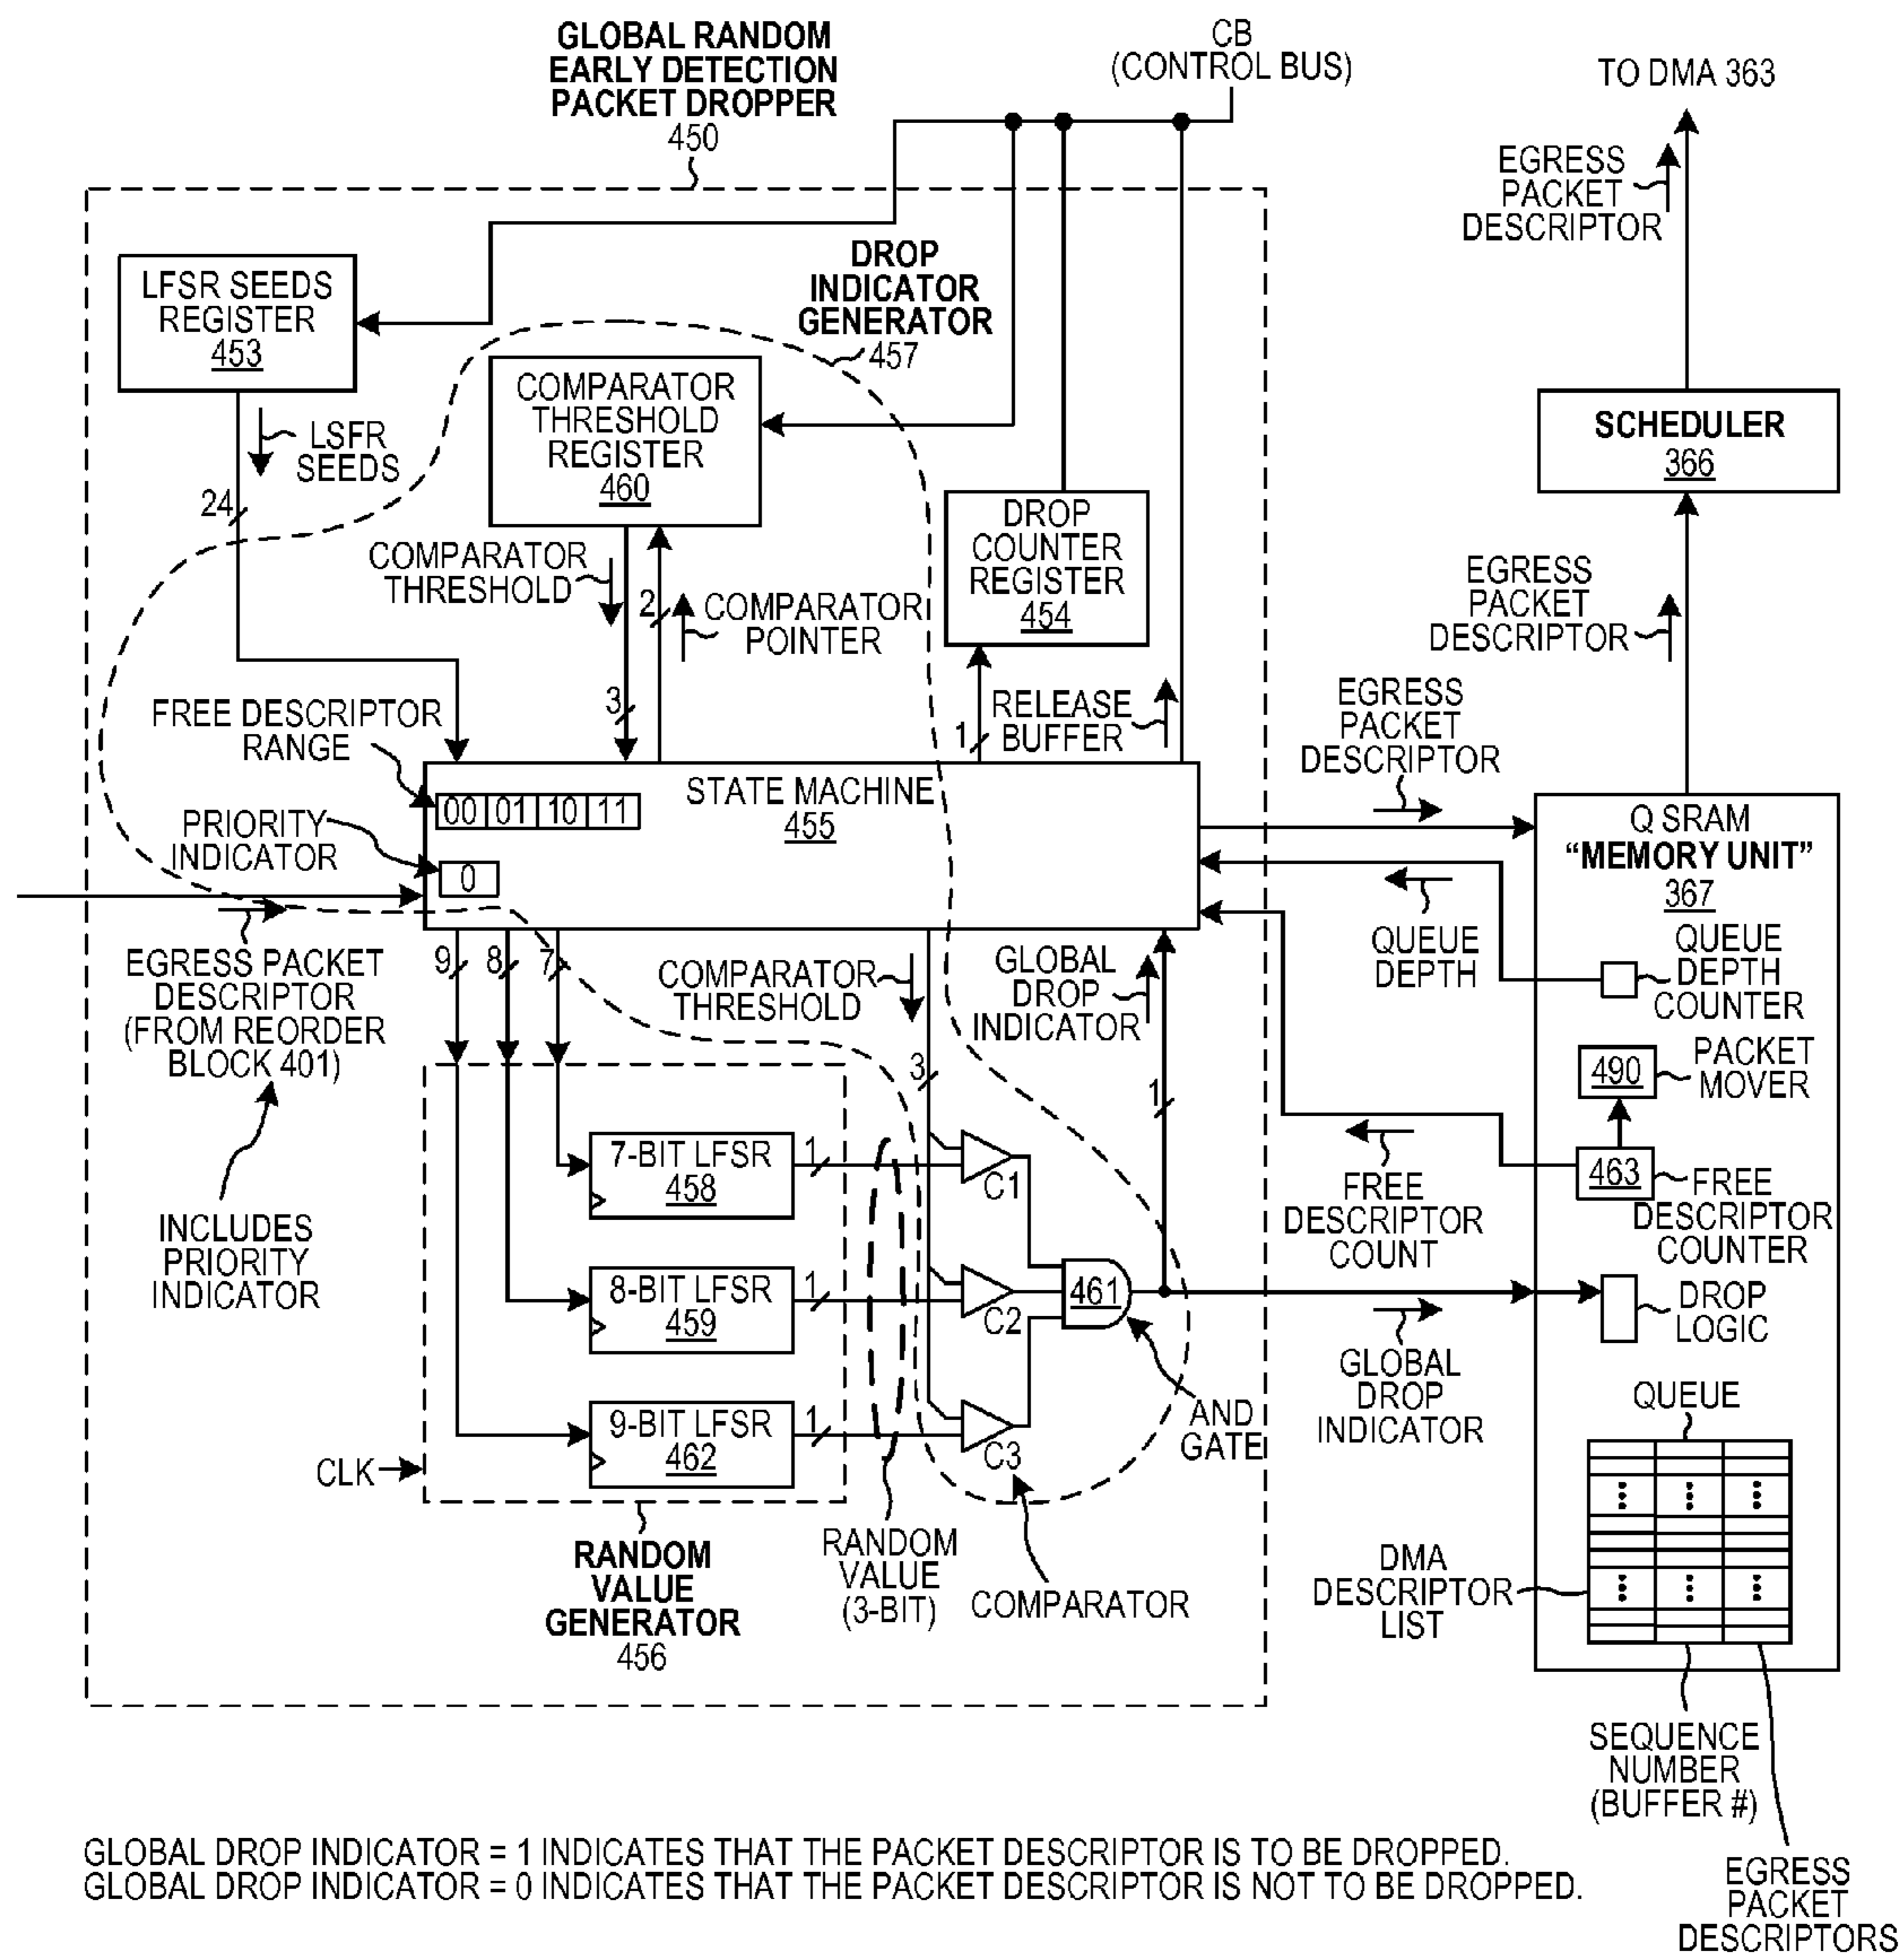 GLOBAL RANDOM
EARLY DETECTION
PACKET DROPPER
450
CB
(CONTROL BUS)
TO DMA 363
EGRESS
PACKET
DESCRIPTOR
LFSR SEEDS
REGISTER
453
DROP
INDICATOR
GENERATOR
457
COMPARATOR
THRESHOLD
REGISTER
460
LSFR
SEEDS
24
SCHEDULER
366
DROP
COUNTER
REGISTER
454
COMPARATOR
THRESHOLD
2
COMPARATOR
POINTER
EGRESS
PACKET
DESCRIPTOR
3
1
RELEASE
BUFFER
EGRESS
PACKET
DESCRIPTOR
FREE DESCRIPTOR
RANGE
00 01 10 11
STATE MACHINE
455
PRIORITY
INDICATOR
0
Q SRAM
“MEMORY UNIT”
367
EGRESS PACKET
DESCRIPTOR
(FROM REORDER
BLOCK 401)
9
8
7
COMPARATOR
THRESHOLD
GLOBAL
DROP
INDICATOR
QUEUE
DEPTH
QUEUE
DEPTH
COUNTER
3
1
490
PACKET
MOVER
INCLUDES
PRIORITY
INDICATOR
7-BIT LFSR
458
1
C1
463
FREE
DESCRIPTOR
COUNTER
FREE
DESCRIPTOR
COUNT
8-BIT LFSR
459
1
C2
461
DROP
LOGIC
GLOBAL
DROP
INDICATOR
9-BIT LFSR
462
1
C3
AND
GATE
QUEUE
CLK
RANDOM
VALUE
GENERATOR
456
RANDOM
VALUE
(3-BIT)
COMPARATOR
DMA
DESCRIPTOR
LIST
SEQUENCE
NUMBER
(BUFFER #)
EGRESS
PACKET
DESCRIPTORS
GLOBAL DROP INDICATOR = 1 INDICATES THAT THE PACKET DESCRIPTOR IS TO BE DROPPED.
GLOBAL DROP INDICATOR = 0 INDICATES THAT THE PACKET DESCRIPTOR IS NOT TO BE DROPPED.